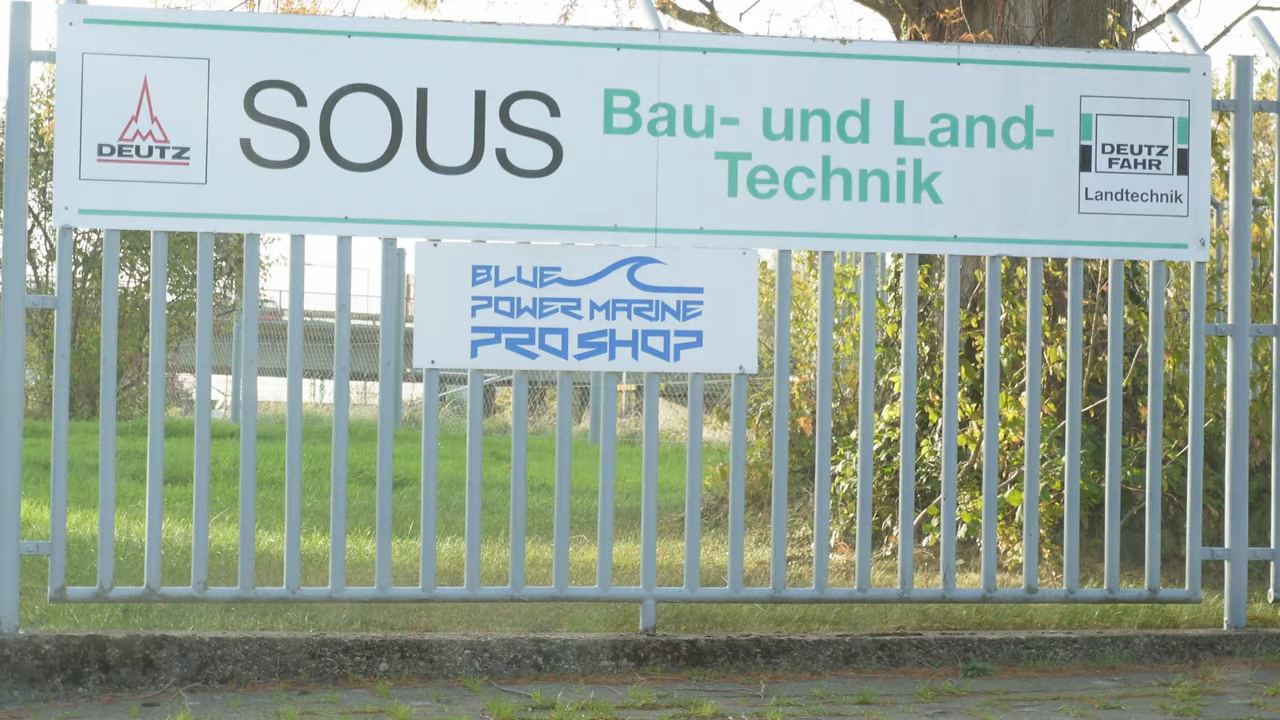 DEUTZ
SOUS
Bau- und Land-
Technik
DEUTZ
FAHR
Landtechnik
BLUE
POWER MARINE
PRO SHOP